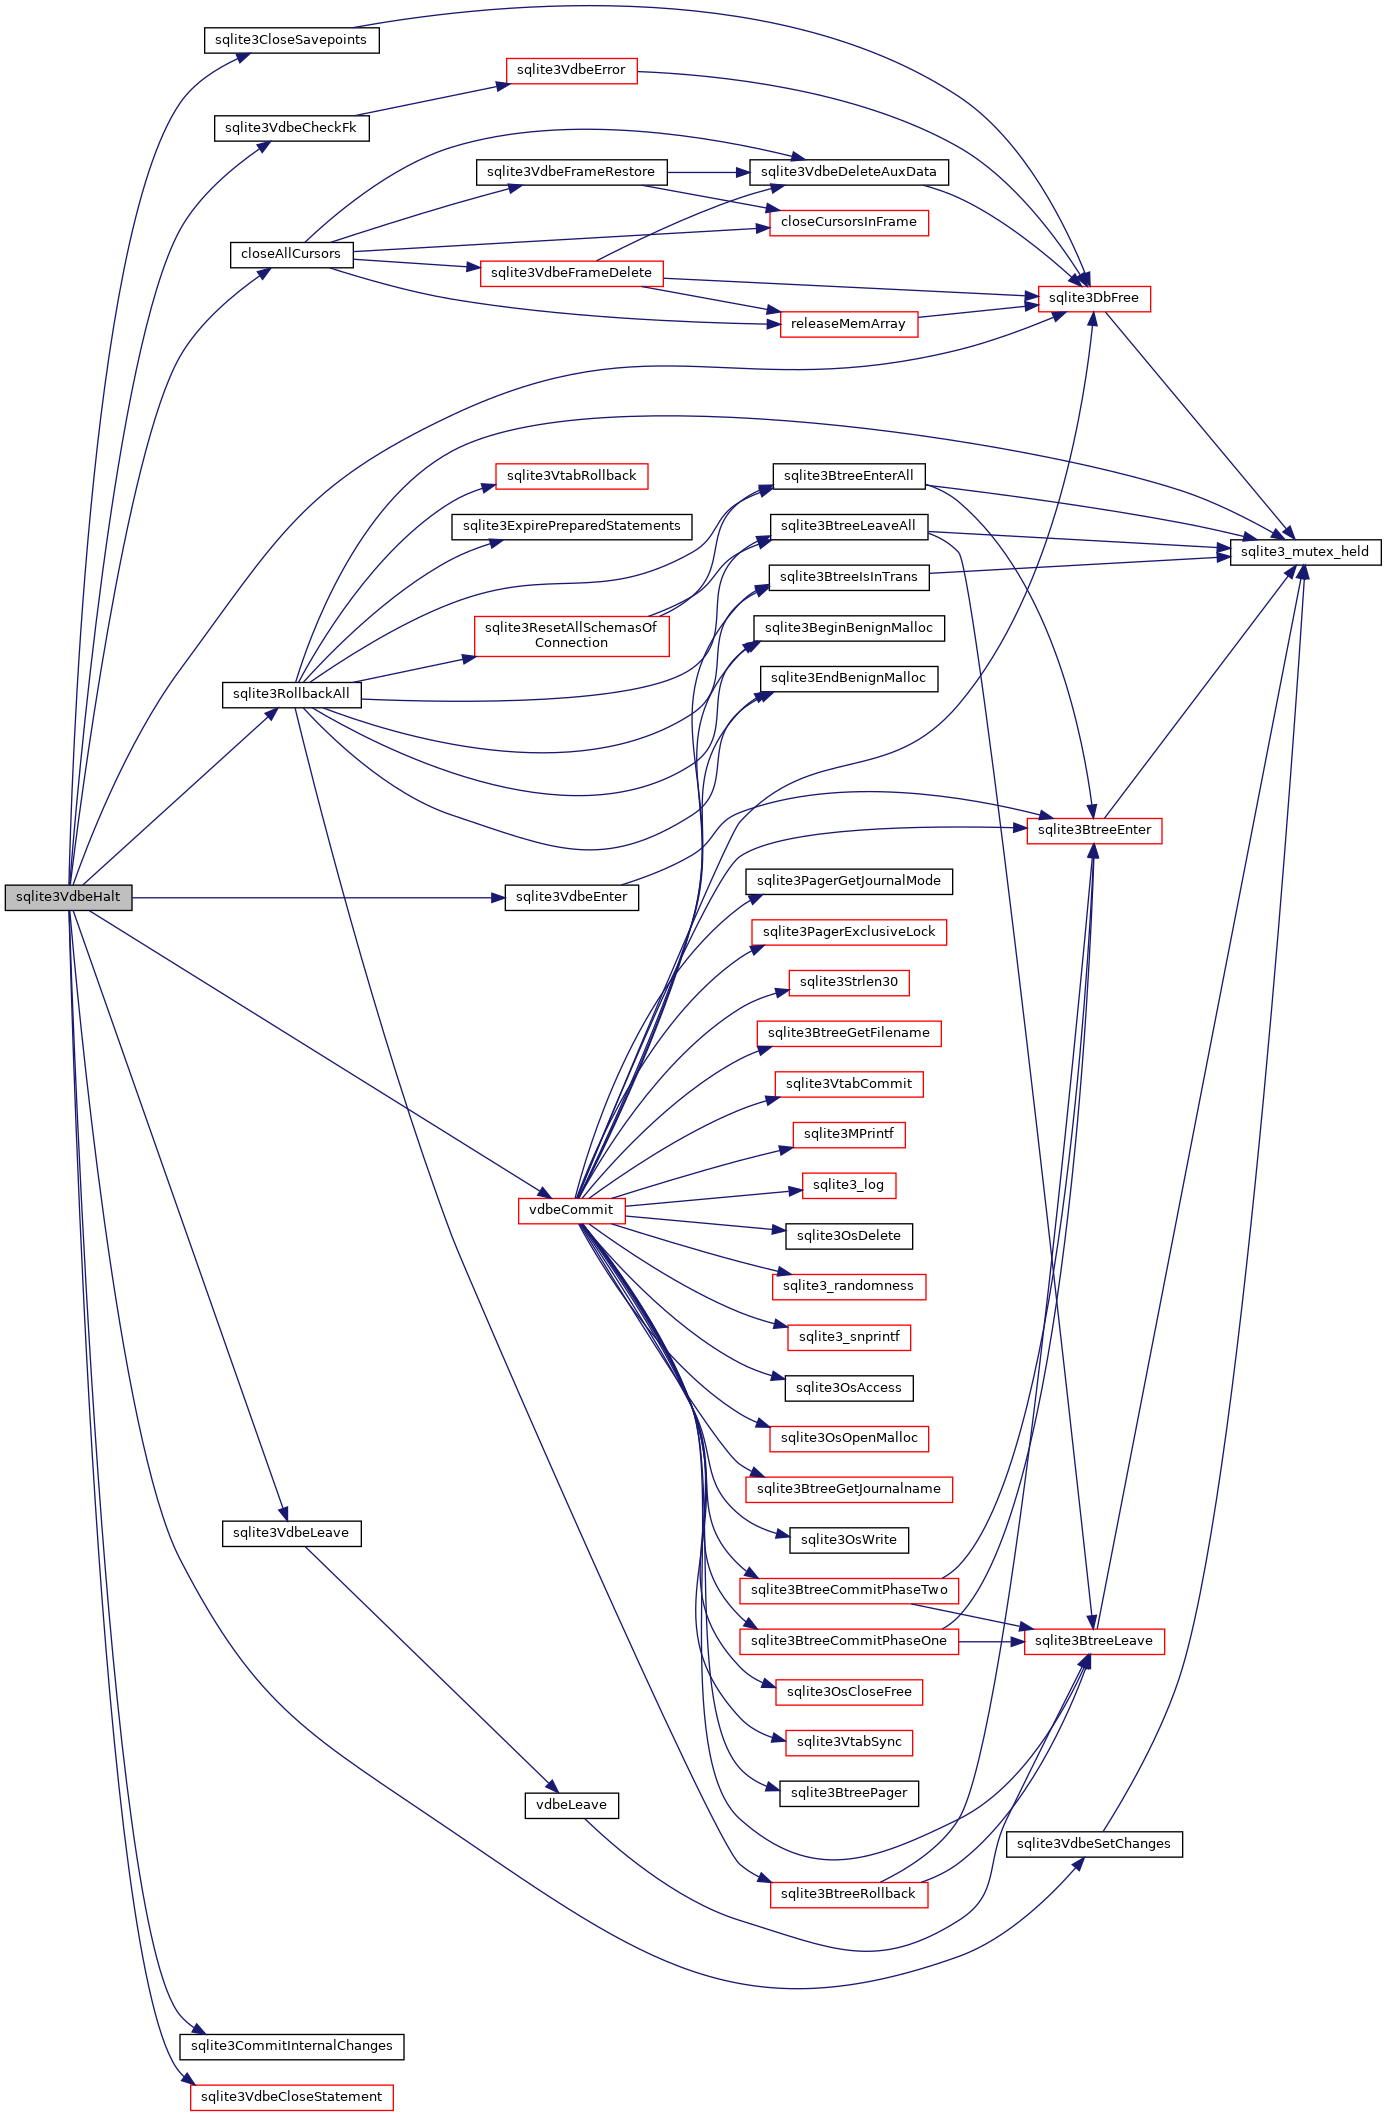 sqlite3CloseSavepoints
sqlite3VdbeError
sqlite3VdbeCheckFk
sqlite3VdbeFrameRestore
sqlite3VdbeDeleteAuxData
closeCursorsInFrame
closeAllCursors
sqlite3VdbeFrameDelete
sqlite3DbFree
releaseMemArray
sqlite3VtabRollback
sqlite3BtreeEnterAll
sqlite3ExpirePreparedStatements
sqlite3BtreeLeaveAll
sqlite3_mutex_held
sqlite3BtreeIsInTrans
sqlite3ResetAllSchemasOf
Connection
sqlite3BeginBenignMalloc
sqlite3EndBenignMalloc
sqlite3RollbackAll
sqlite3BtreeEnter
sqlite3PagerGetJournalMode
sqlite3VdbeHalt
sqlite3VdbeEnter
sqlite3PagerExclusiveLock
sqlite3Strlen30
sqlite3BtreeGetFilename
sqlite3VtabCommit
sqlite3MPrintf
sqlite3_log
vdbeCommit
sqlite3OsDelete
sqlite3_randomness
sqlite3_snprintf
sqlite3OsAccess
sqlite3OsOpenMalloc
sqlite3BtreeGetJournalname
sqlite3VdbeLeave
sqlite3OsWrite
sqlite3BtreeCommitPhaseTwo
sqlite3BtreeCommitPhaseOne
sqlite3BtreeLeave
sqlite3OsCloseFree
sqlite3VtabSync
sqlite3BtreePager
vdbeLeave
sqlite3VdbeSetChanges
sqlite3BtreeRollback
sqlite3CommitInternalChanges
sqlite3VdbeCloseStatement